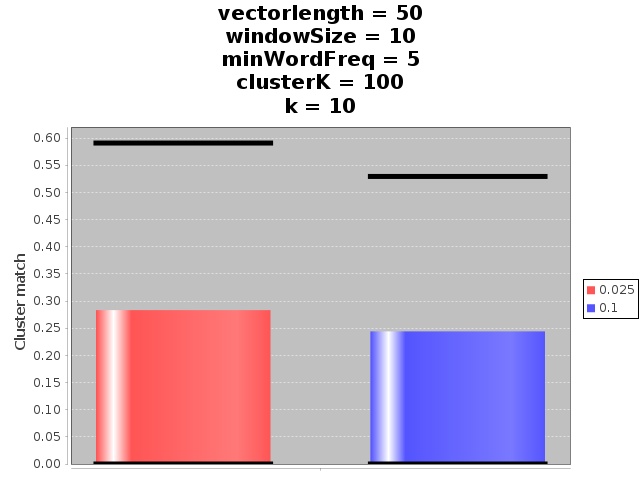 vectorlength = 50
windowSize = 10
minWordFreq = 5
clusterK = 100
k = 10
0.60
0.55
0.50
0.45
0.40
0.35
0.30
0.25
0.20
0.15
0.10
0.05
0.00
Cluster match
0.025
0.1